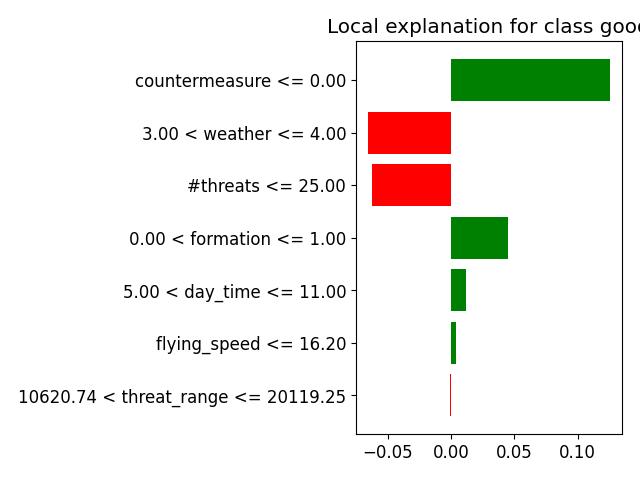 Local explanation for class good
countermeasure <= 0.00
3.00 < weather <= 4.00
#threats <= 25.00
0.00 < formation <= 1.00
5.00 < day_time <= 11.00
flying_speed <= 16.20
10620.74 < threat_range <= 20119.25
−0.05 0.00 0.05 0.10